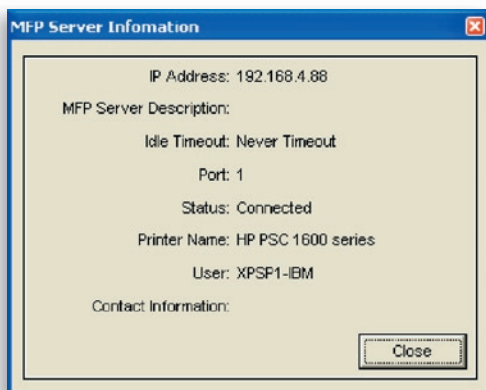 MFP Server Infomation
IP Address: 192.168.4.88
MFP Server Description:
Idle Timeout: Never Timeout
Port: 1
Status: Connected
Printer Name: HP PSC 1600 series
User: XPSP1-IBM
Contact Information:
Close